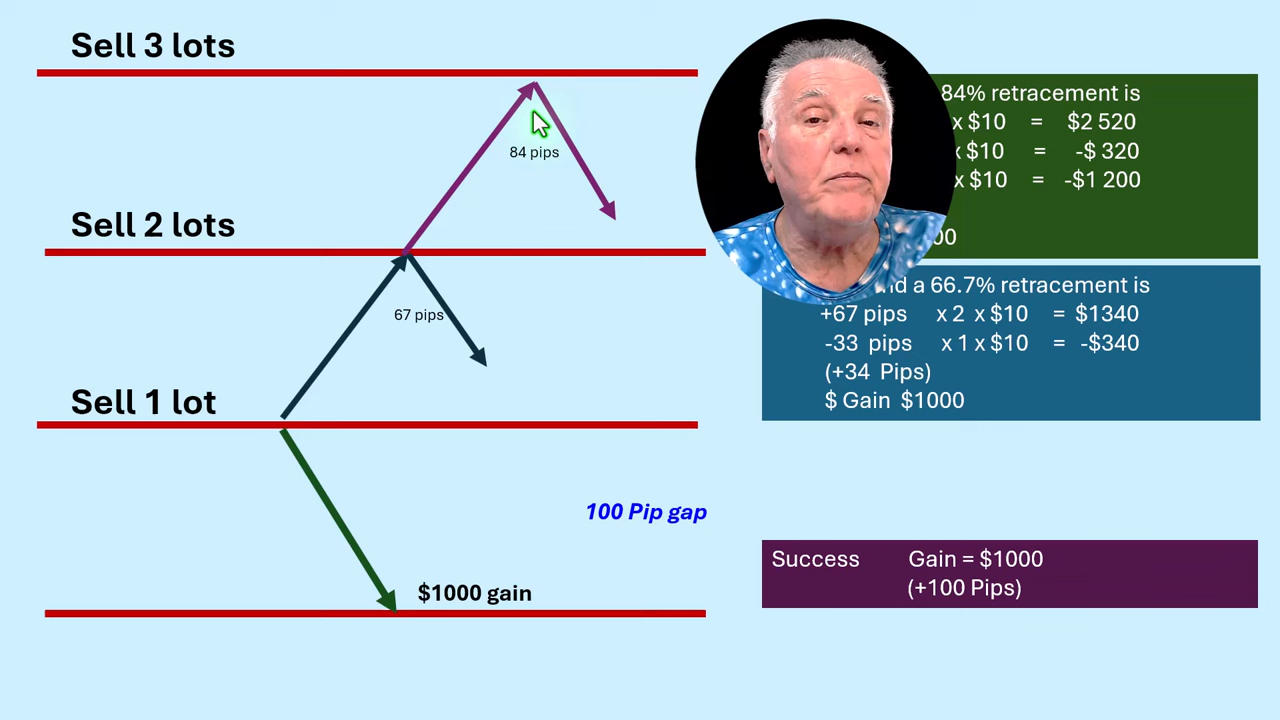 Sell 3 lots
84 pips
Sell 2 lots
67 pips
Sell 1 lot
100 Pip gap
$1000 gain
84% retracement is
x $10 = $2 520
x $10 = -$ 320
x $10 = -$1 200
00
a 66.7% retracement is
+67 pips x 2 x $10 = $1340
-33 pips x 1 x $10 = -$340
(+34 Pips)
$ Gain $1000
Success Gain = $1000
(+100 Pips)